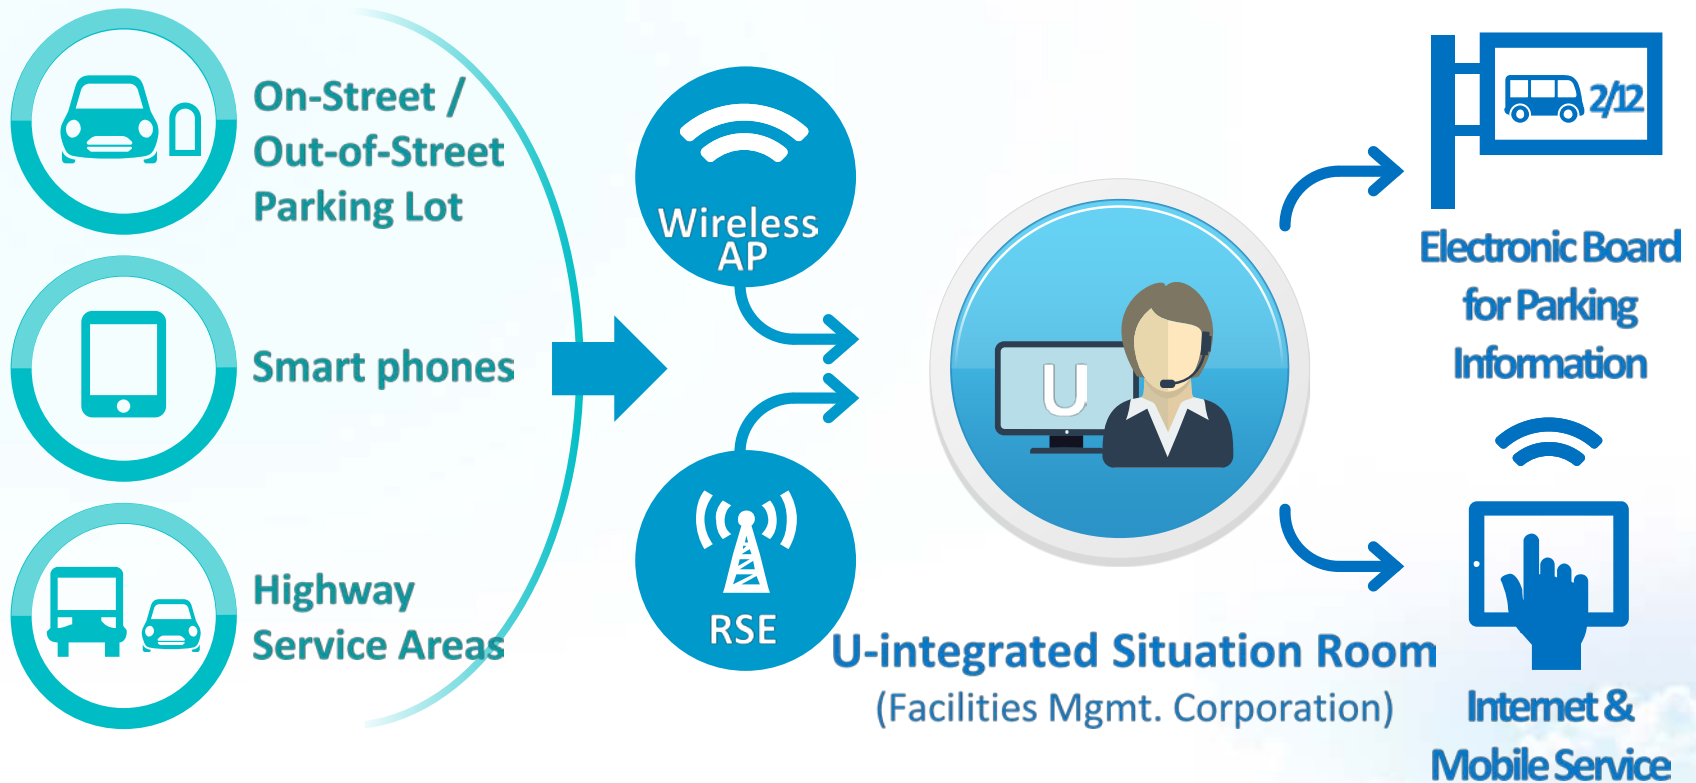 On-Street /
Out-of-Street
Parking Lot
Smart phones
Highway
Service Areas
Wireless
AP
RSE
U
U-integrated Situation Room
(Facilities Mgmt. Corporation)
2/12
Electronic Board
for Parking
Information
Internet &
Mobile Service